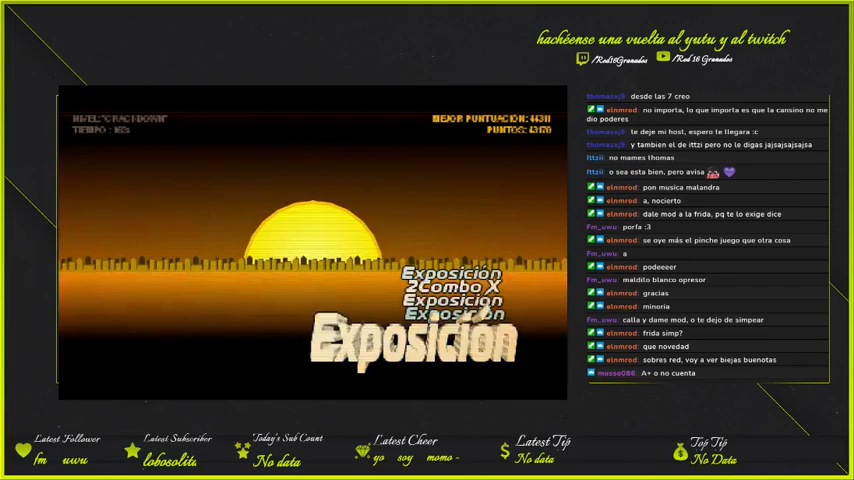 hachéense una vuelta al yutu y al twitch
/Red16Granados
/Red 16 Granados
NIVEL "CRACKDOWN"
TIEMPO : 162s
MEJOR PUNTUACION: 44311
PUNTOS: 43170
Exposición
2Combo X
Exposición
Exposición
Exposición
thomasxj9: desde las 7 creo
elnmrod: no importa, lo que importa es que la cansino no me
dio poderes
thomasxj9: le deje mi host, espero te llegara :c
thomasxj9: y tambien el de ittzi pero no le digas jajsajsajsajsa
Ittzii: no mames thomas
Ittzii: o sea esta bien, pero avisa
elnmrod: pon musica malandra
elnmrod: a, nocierto
elnmrod: dale mod a la frida, pq te lo exige dice
Fm_uwu: porfa :3
elnmrod: se oye más el pinche juego que otra cosa
Fm_uwu: a
elnmrod: podeeeer
Fm_uwu: maldito blanco opresor
elnmrod: gracias
elnmrod: minoria
Fm_uwu: calla y dame mod, o te dejo de simpear
elnmrod: frida simp?
elnmrod: que novedad
elnmrod: sobres red, voy a ver biejas buenotas
musso086: A+ o no cuenta
Latest Follower
fm uwu
Latest Subscriber
lobosolita
Today's Sub Count
No data
Latest Cheer
yo soy momo -
Latest Tip
No data
Top Tip
No Data